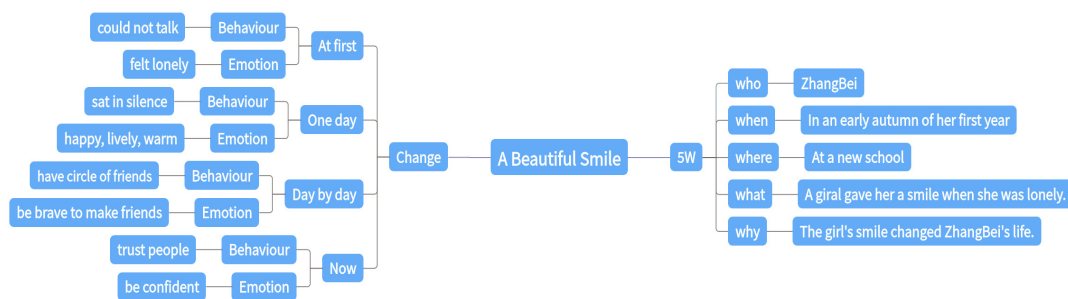 A Beautiful Smile
Change
At first
Behaviour
could not talk
Emotion
felt lonely
One day
Behaviour
sat in silence
Emotion
happy, lively, warm
Day by day
Behaviour
have circle of friends
Emotion
be brave to make friends
Now
Behaviour
trust people
Emotion
be confident
5W
who
ZhangBei
when
In an early autumn of her first year
where
At a new school
what
A giral gave her a smile when she was lonely.
why
The girl's smile changed ZhangBei's life.